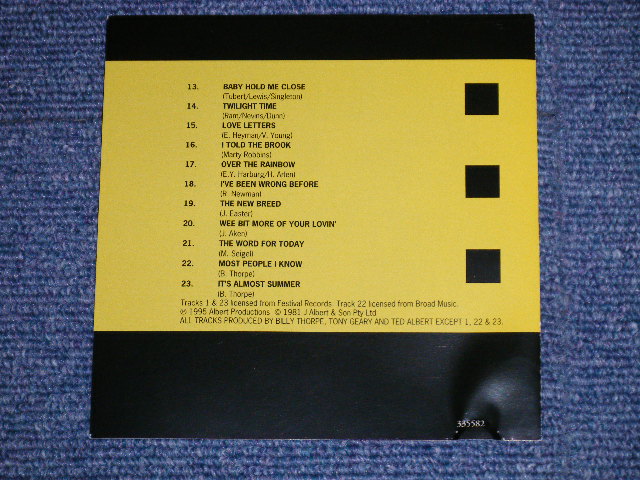 13. BABY HOLD ME CLOSE
(Tubert/Lewis/Singleton)
14. TWILIGHT TIME
(Ram/Nevins/Dunn)
15. LOVE LETTERS
(E. Heyman/V. Young)
16. I TOLD THE BROOK
(Marty Robbins)
17. OVER THE RAINBOW
(E.Y. Harburg/H. Arlen)
18. I'VE BEEN WRONG BEFORE
(R. Newman)
19. THE NEW BREED
(J. Easter)
20. WEE BIT MORE OF YOUR LOVIN'
(J. Aken)
21. THE WORD FOR TODAY
(M. Seigel)
22. MOST PEOPLE I KNOW
(B. Thorpe)
23. IT'S ALMOST SUMMER
(B. Thorpe)
Tracks 1 & 23 licensed from Festival Records. Track 22 licensed from Broad Music.
℗ 1995 Albert Productions © 1981 J Albert & Son Pty Ltd
ALL TRACKS PRODUCED BY BILLY THORPE, TONY GEARY AND TED ALBERT EXCEPT 1, 22 & 23.
335582